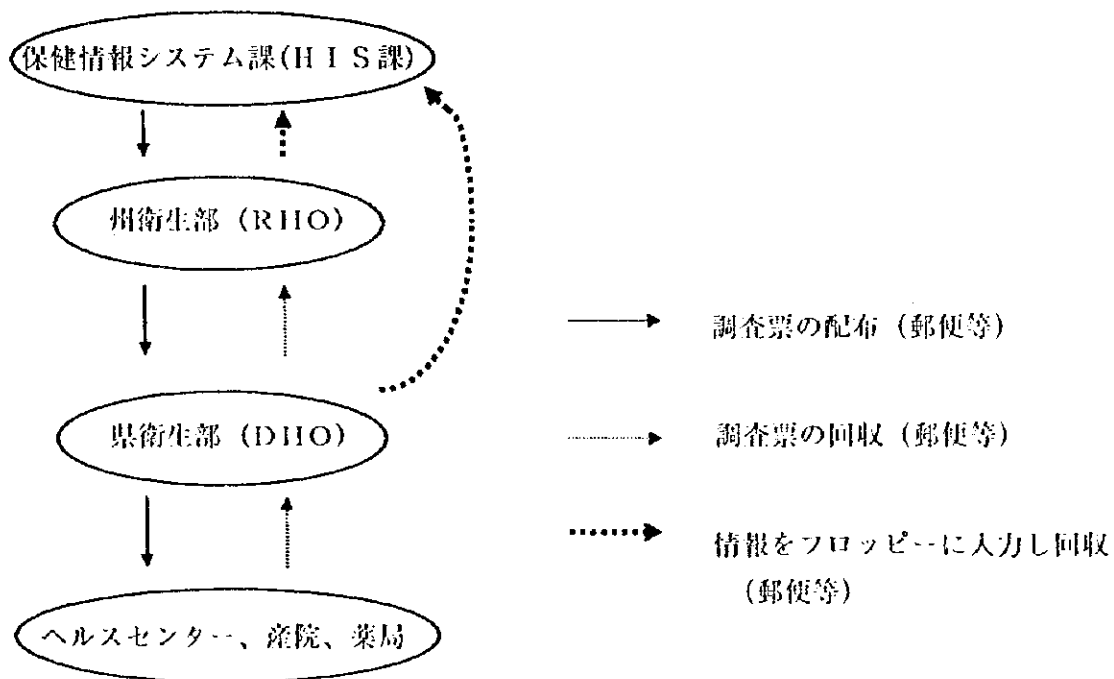 保健情報システム課(HIS課)
州衛生部 (RHO)
県衛生部 (DHO)
ヘルスセンター、産院、薬局
調査票の配布 (郵便等)
調査票の回収 (郵便等)
情報をフロッピーに入力し回収
(郵便等)